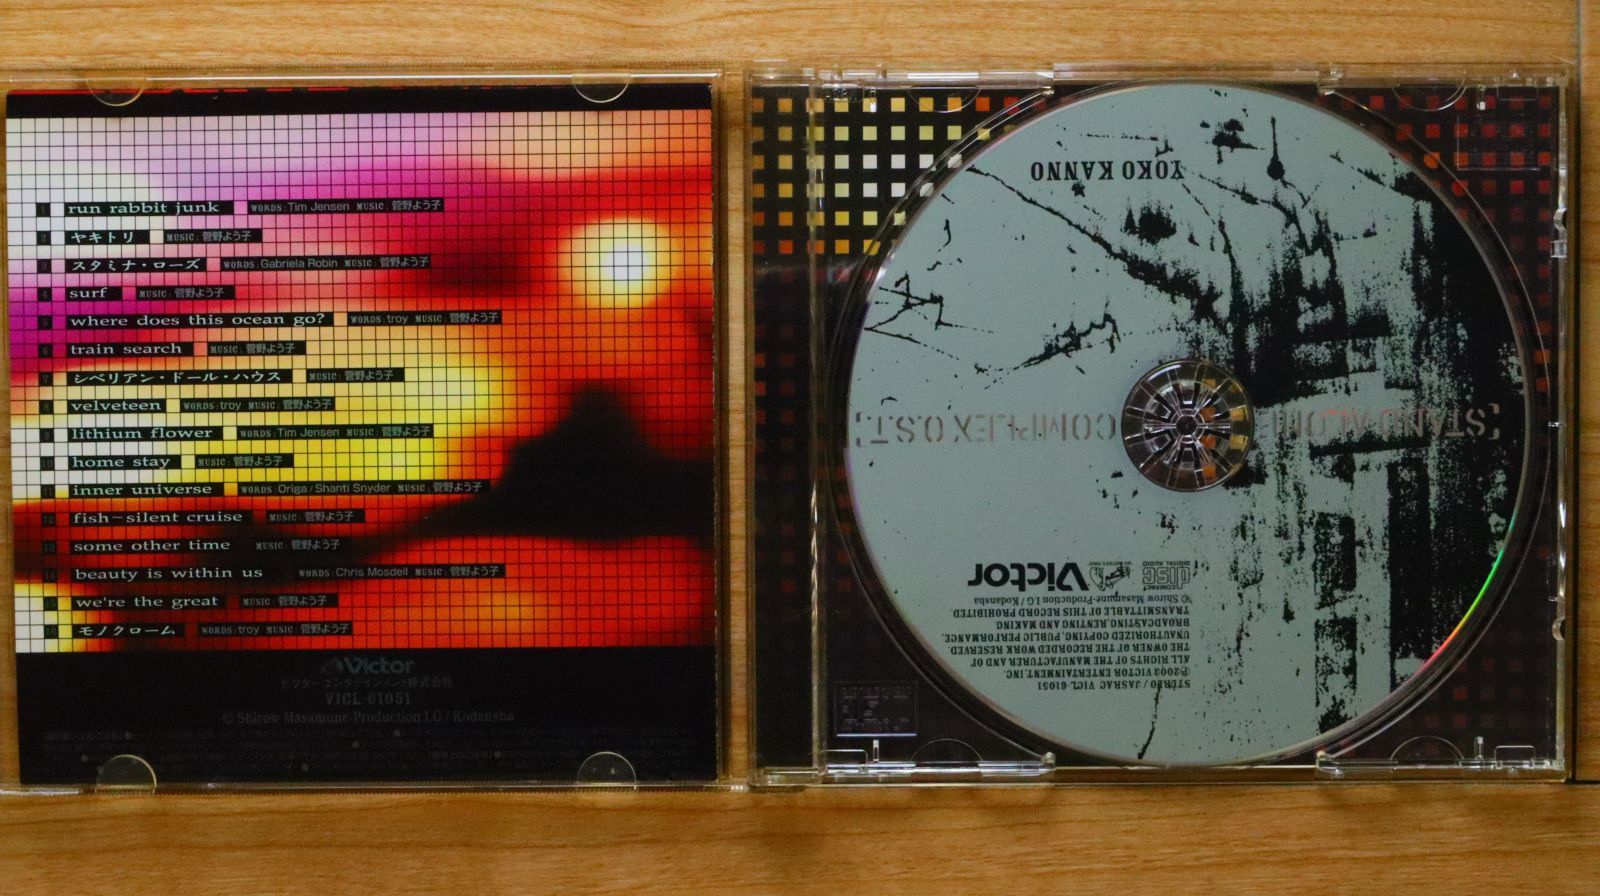 1 run rabbit junk WORDS:Tim Jensen MUSIC:菅野よう子
2 ヤキトリ MUSIC:菅野よう子
3 スタミナ・ローズ WORDS:Gabriela Robin MUSIC:菅野よう子
4 surf MUSIC:菅野よう子
5 where does this ocean go? WORDS:troy MUSIC:菅野よう子
6 train search MUSIC:菅野よう子
7 シベリアン・ドール・ハウス MUSIC:菅野よう子
8 velveteen WORDS:troy MUSIC:菅野よう子
9 lithium flower WORDS:Tim Jensen MUSIC:菅野よう子
10 home stay MUSIC:菅野よう子
11 inner universe WORDS:Origa/Shanti Snyder MUSIC:菅野よう子
12 fish~silent cruise MUSIC:菅野よう子
13 some other time MUSIC:菅野よう子
14 beauty is within us WORDS:Chris Mosdell MUSIC:菅野よう子
15 we're the great MUSIC:菅野よう子
16 モノクローム WORDS:troy MUSIC:菅野よう子
Victor
ビクター エンタテインメント株式会社
VICL-61051
© Shirow Masamune-Production I.G / Kodansha
STEREO / JASRAC VICL-61051
℗2003 VICTOR ENTERTAINMENT, INC.
ALL RIGHTS OF THE MANUFACTURER AND OF
THE OWNER OF THE RECORDED WORK RESERVED
UNAUTHORIZED COPYING, PUBLIC PERFORMANCE,
BROADCASTING, RENTING AND MAKING
TRANSMITTABLE OF THIS RECORD PROHIBITED.
© Shirow Masamune-Production I.G / Kodansha
COMPACT disc DIGITAL AUDIO
Victor
[STAND ALONE COMPLEX O.S.T.]
YOKO KANNO